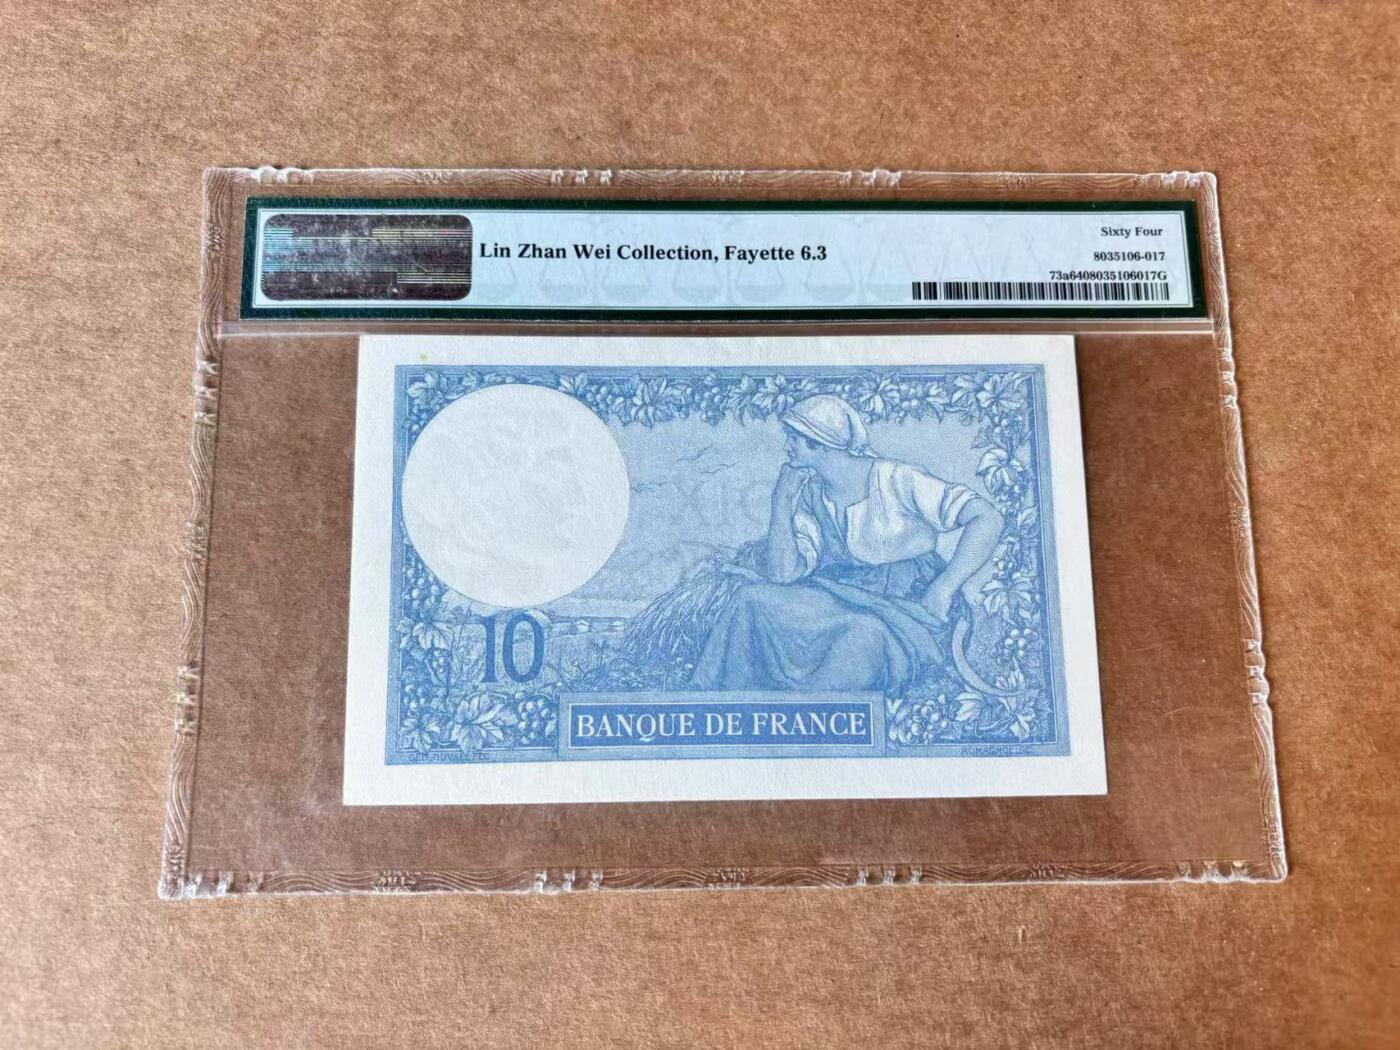 Lin Zhan Wei Collection, Fayette 6.3
Sixty Four
8035106-017
73a6408035106017G
10
BANQUE DE FRANCE